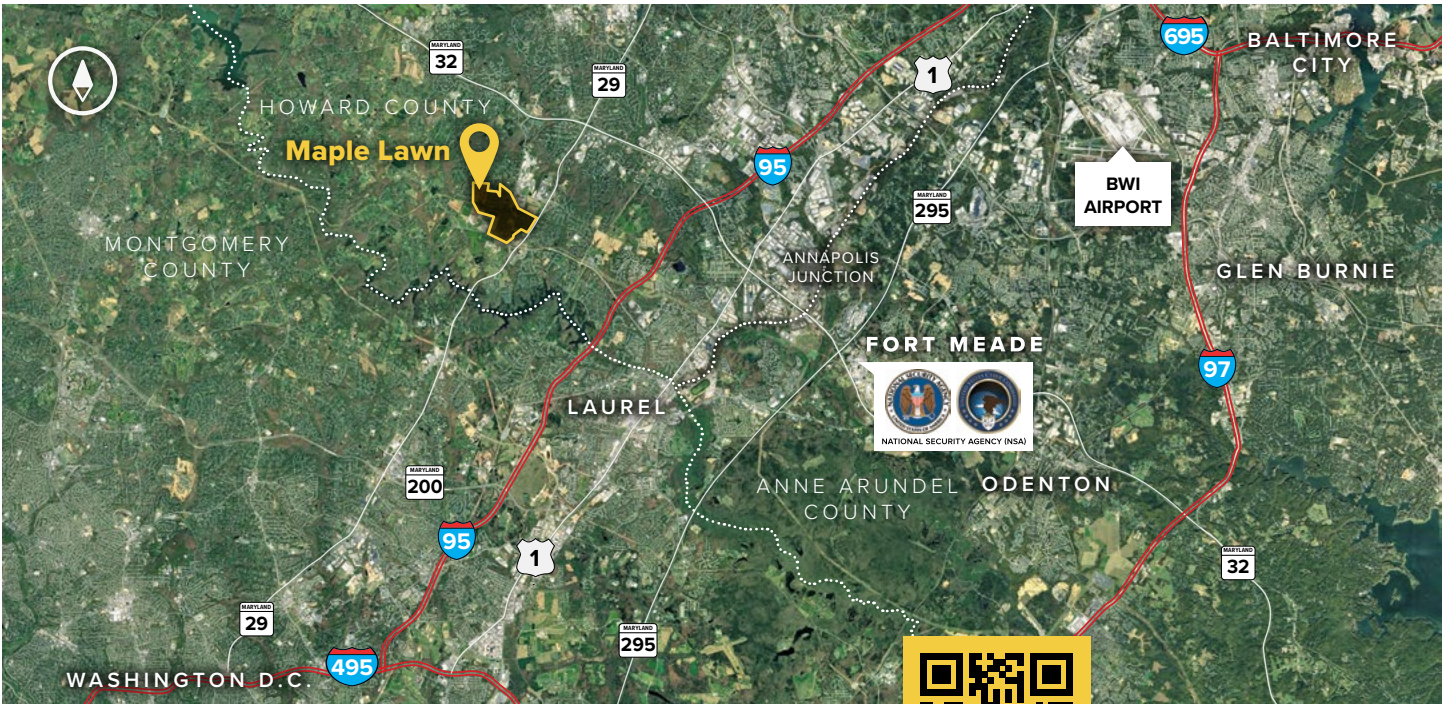 695
BALTIMORE
CITY
MARYLAND
32
MARYLAND
29
1
HOWARD COUNTY
Maple Lawn
95
BWI
AIRPORT
MARYLAND
295
MONTGOMERY
COUNTY
ANNAPOLIS
JUNCTION
GLEN BURNIE
FORT MEADE
97
NATIONAL SECURITY AGENCY (NSA)
LAUREL
MARYLAND
200
ANNE ARUNDEL
COUNTY
ODENTON
95
1
MARYLAND
32
MARYLAND
29
MARYLAND
295
495
WASHINGTON D.C.